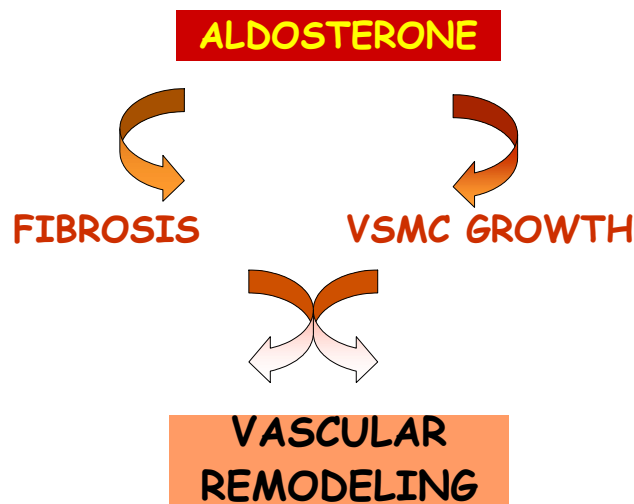 ALDOSTERONE
FIBROSIS
VSMC GROWTH
VASCULAR
REMODELING